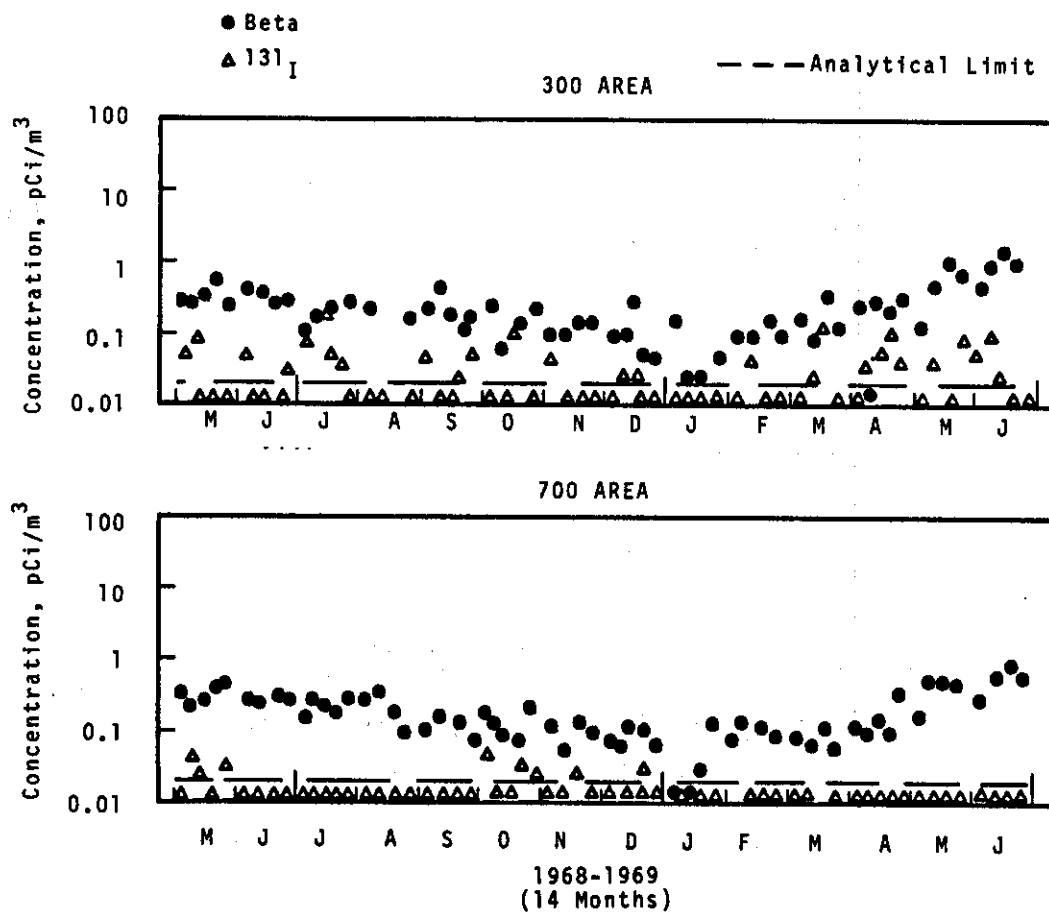 ● Beta
△ 131I
— — — Analytical Limit
300 AREA
Concentration, pCi/m3
100
10
1
0.1
0.01
M J J A S O N D J F M A M J
700 AREA
Concentration, pCi/m3
100
10
1
0.1
0.01
M J J A S O N D J F M A M J
1968-1969
(14 Months)